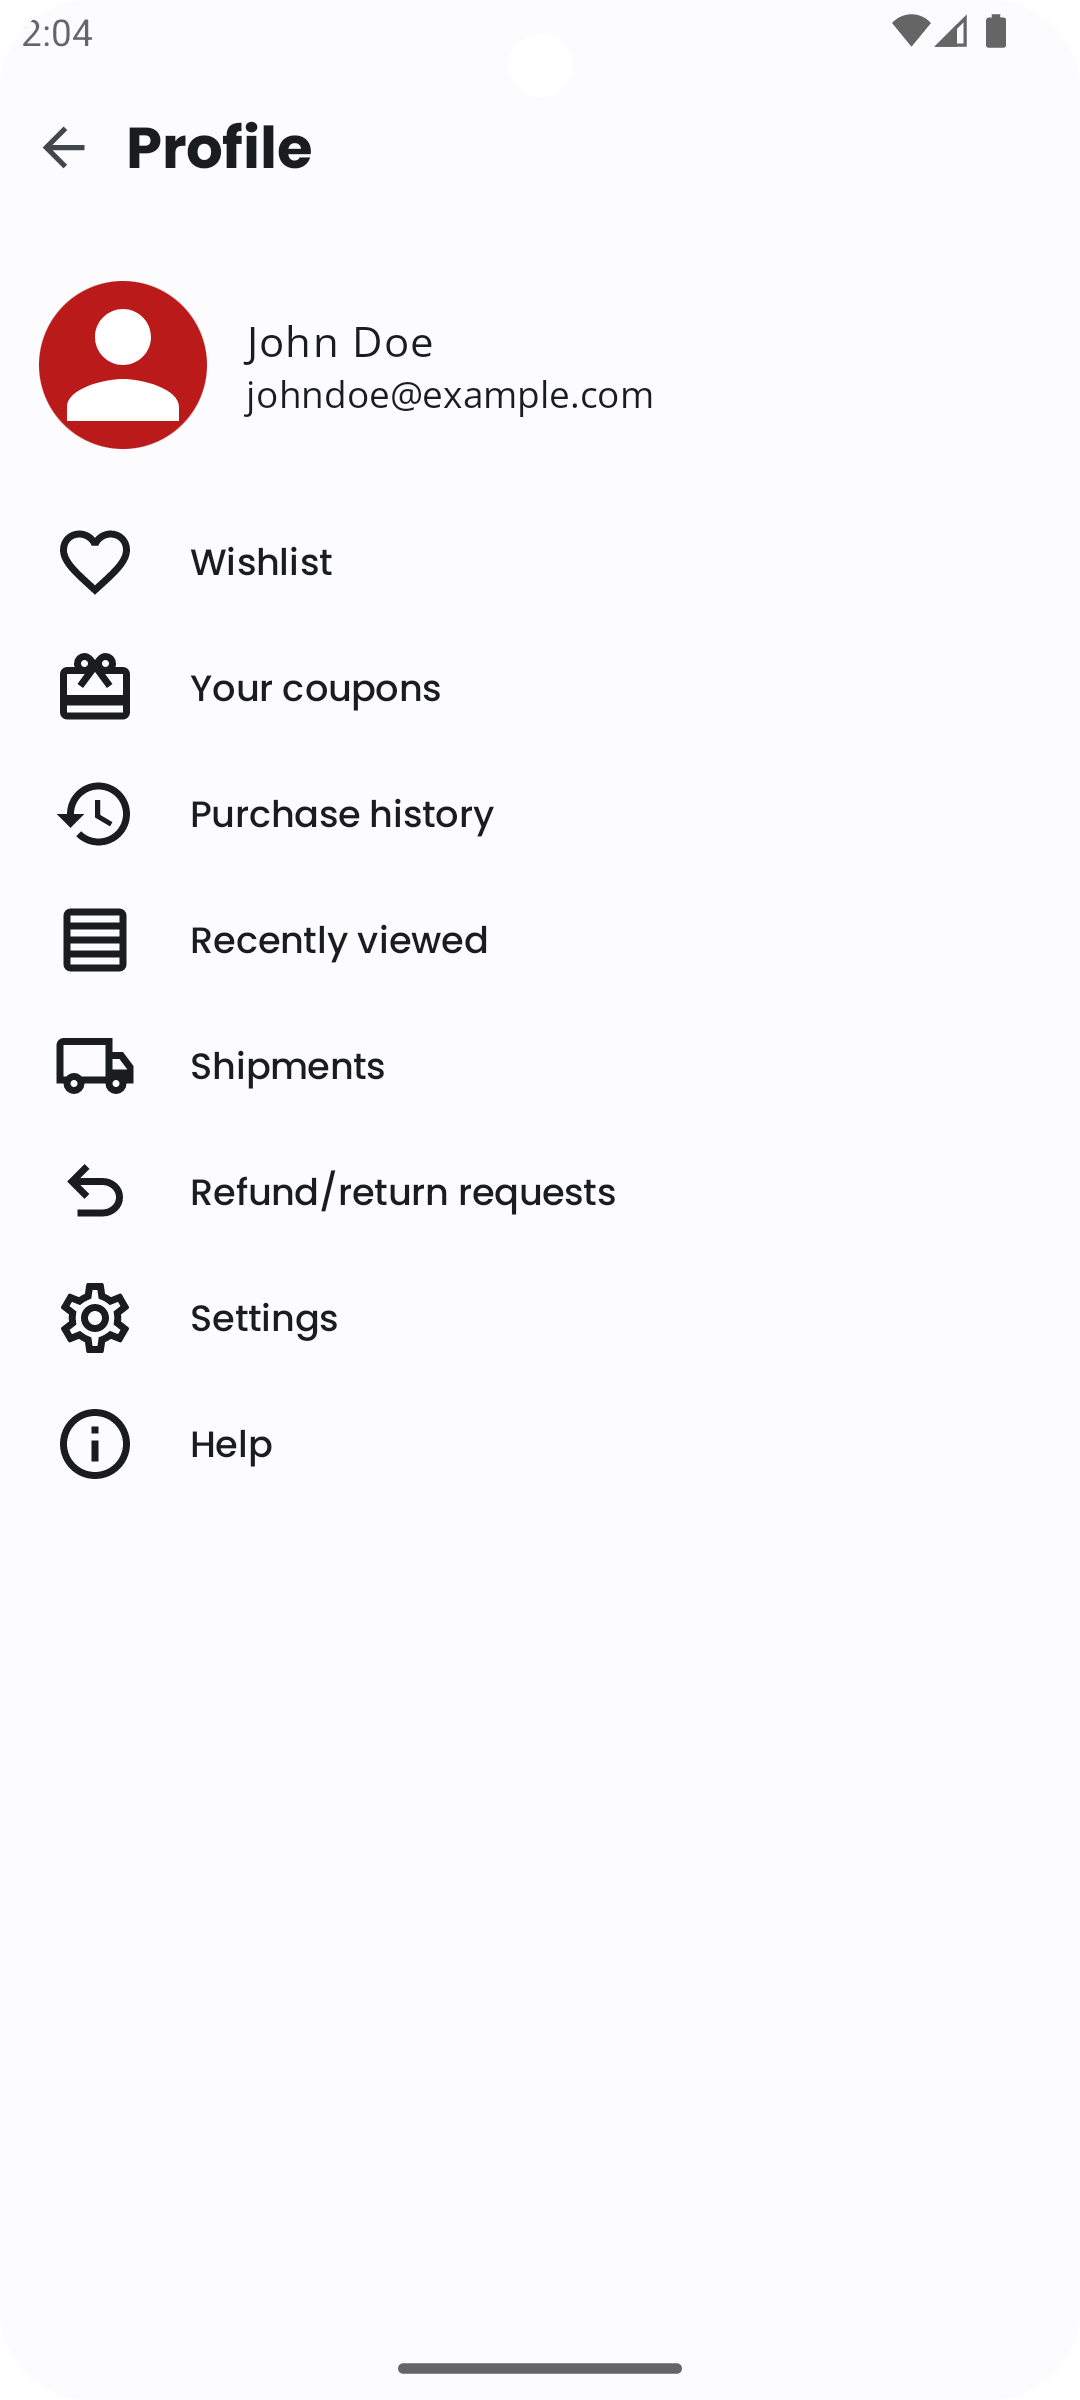 2:04
Profile
John Doe
johndoe@example.com
Wishlist
Your coupons
Purchase history
Recently viewed
Shipments
Refund/return requests
Settings
Help